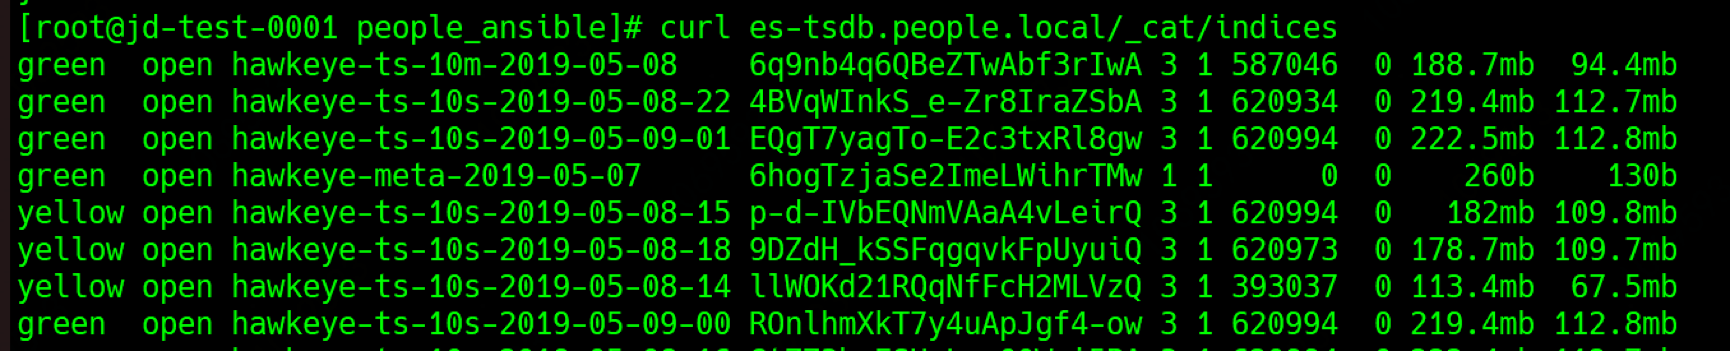 [root@jd-test-0001 people_ansible]# curl es-tsdb.people.local/_cat/indices
green  open hawkeye-ts-10m-2019-05-08    6q9nb4q6QBeZTwAbf3rIwA 3 1 587046  0 188.7mb  94.4mb
green  open hawkeye-ts-10s-2019-05-08-22 4BVqWInkS_e-Zr8IraZSbA 3 1 620934  0 219.4mb 112.7mb
green  open hawkeye-ts-10s-2019-05-09-01 EQgT7yagTo-E2c3txRl8gw 3 1 620994  0 222.5mb 112.8mb
green  open hawkeye-meta-2019-05-07      6hogTzjaSe2ImeLWihrTMw 1 1      0  0    260b    130b
yellow open hawkeye-ts-10s-2019-05-08-15 p-d-IVbEQNmVAaA4vLeirQ 3 1 620994  0   182mb 109.8mb
yellow open hawkeye-ts-10s-2019-05-08-18 9DZdH_kSSFqgqvkFpUyuiQ 3 1 620973  0 178.7mb 109.7mb
yellow open hawkeye-ts-10s-2019-05-08-14 llWOKd21RQqNfFcH2MLVzQ 3 1 393037  0 113.4mb  67.5mb
green  open hawkeye-ts-10s-2019-05-09-00 ROnlhmXkT7y4uApJgf4-ow 3 1 620994  0 219.4mb 112.8mb